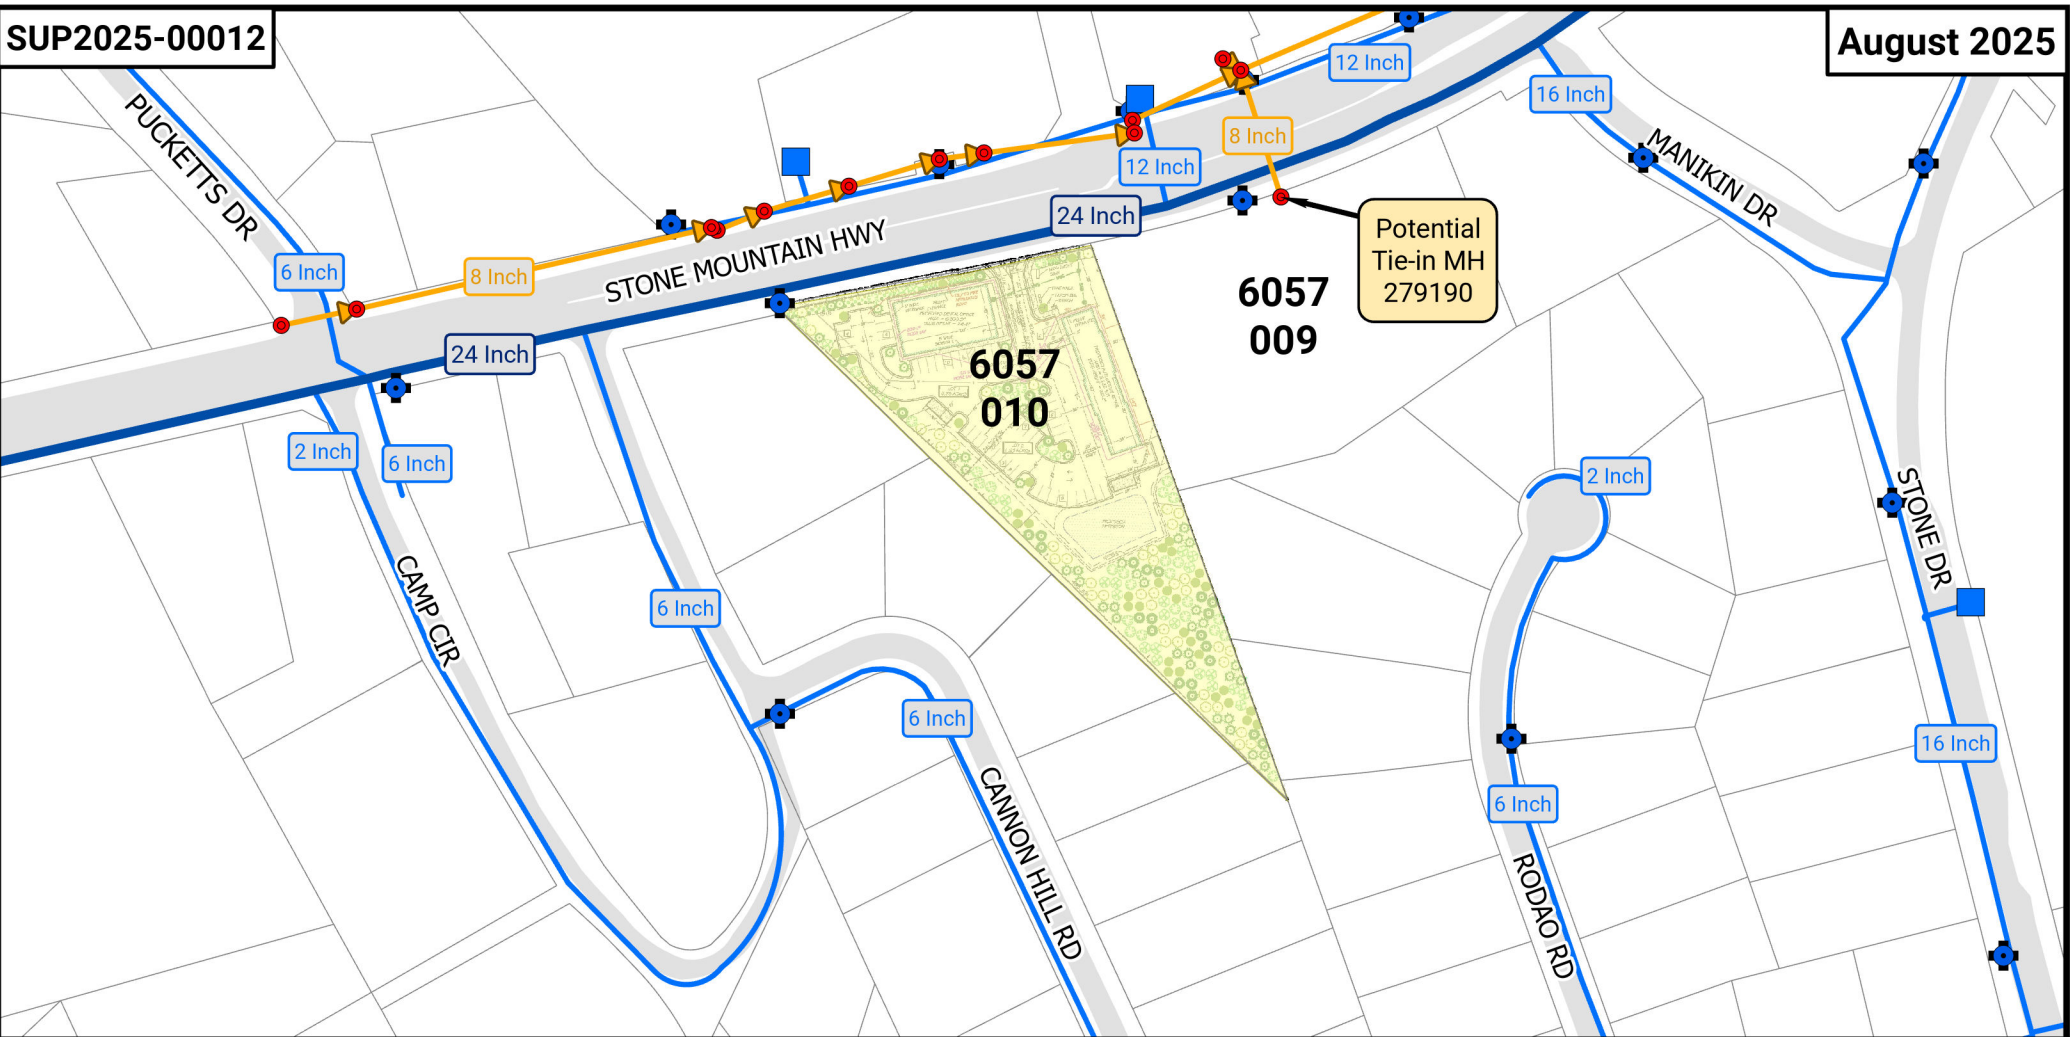 SUP2025-00012
August 2025
12 Inch
16 Inch
PUCKETTS DR
8 Inch
MANIKIN DR
12 Inch
24 Inch
Potential
Tie-in MH
279190
STONE MOUNTAIN HWY
6 Inch
8 Inch
6057
009
24 Inch
6057
010
2 Inch
6 Inch
2 Inch
STONE DR
CAMP CIR
6 Inch
6 Inch
16 Inch
CANNON HILL RD
6 Inch
RODAO RD